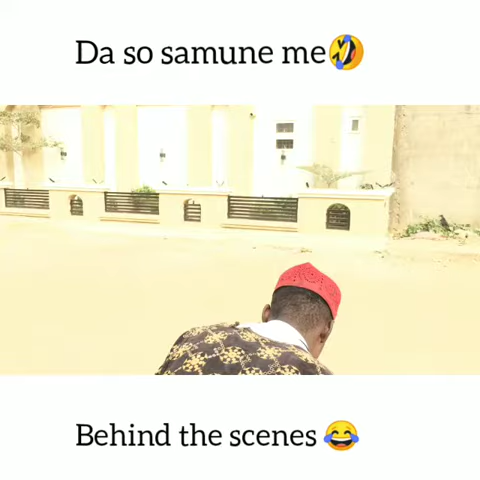 Da so samune me🤣
Behind the scenes 😂